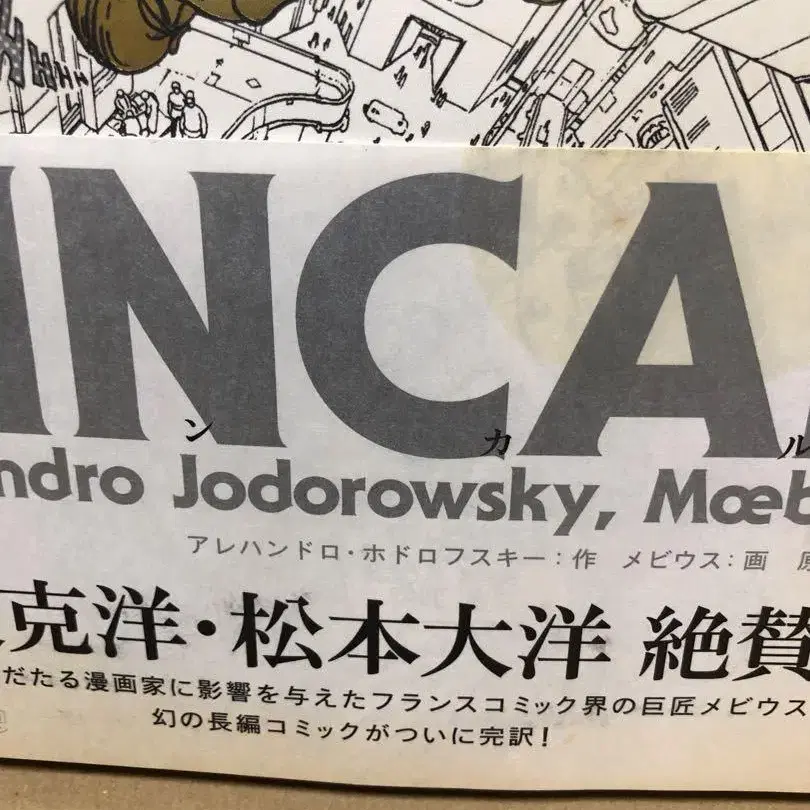 INCA
ンカル
ndro Jodorowsky, Mœb
アレハンドロ・ホドロフスキー：作 メビウス：画 原
克洋・松本大洋 絶賛
だたる漫画家に影響を与えたフランスコミック界の巨匠メビウス
幻の長編コミックがついに完訳！